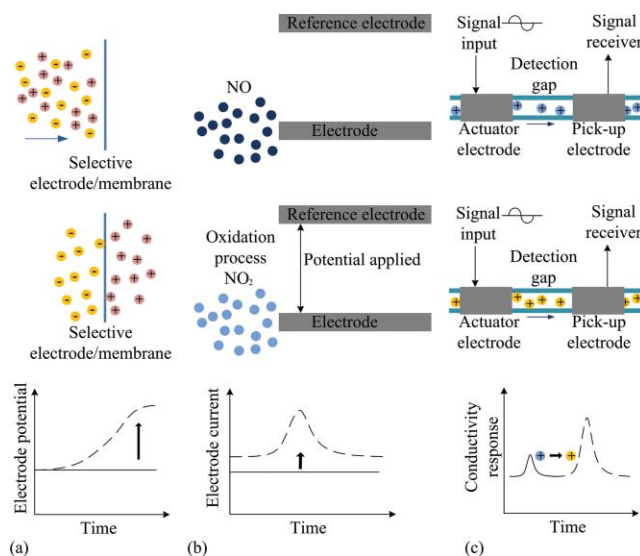 Selective
electrode/membrane
Selective
electrode/membrane
Electrode potential
Time
(a)
Reference electrode
NO
Electrode
Reference electrode
Oxidation
process
NO₂
Potential applied
Electrode
Electrode current
Time
(b)
Signal
input
Signal
receiver
Detection
gap
Actuator
electrode
Pick-up
electrode
Signal
input
Signal
receiver
Detection
gap
Actuator
electrode
Pick-up
electrode
Conductivity
response
Time
(c)